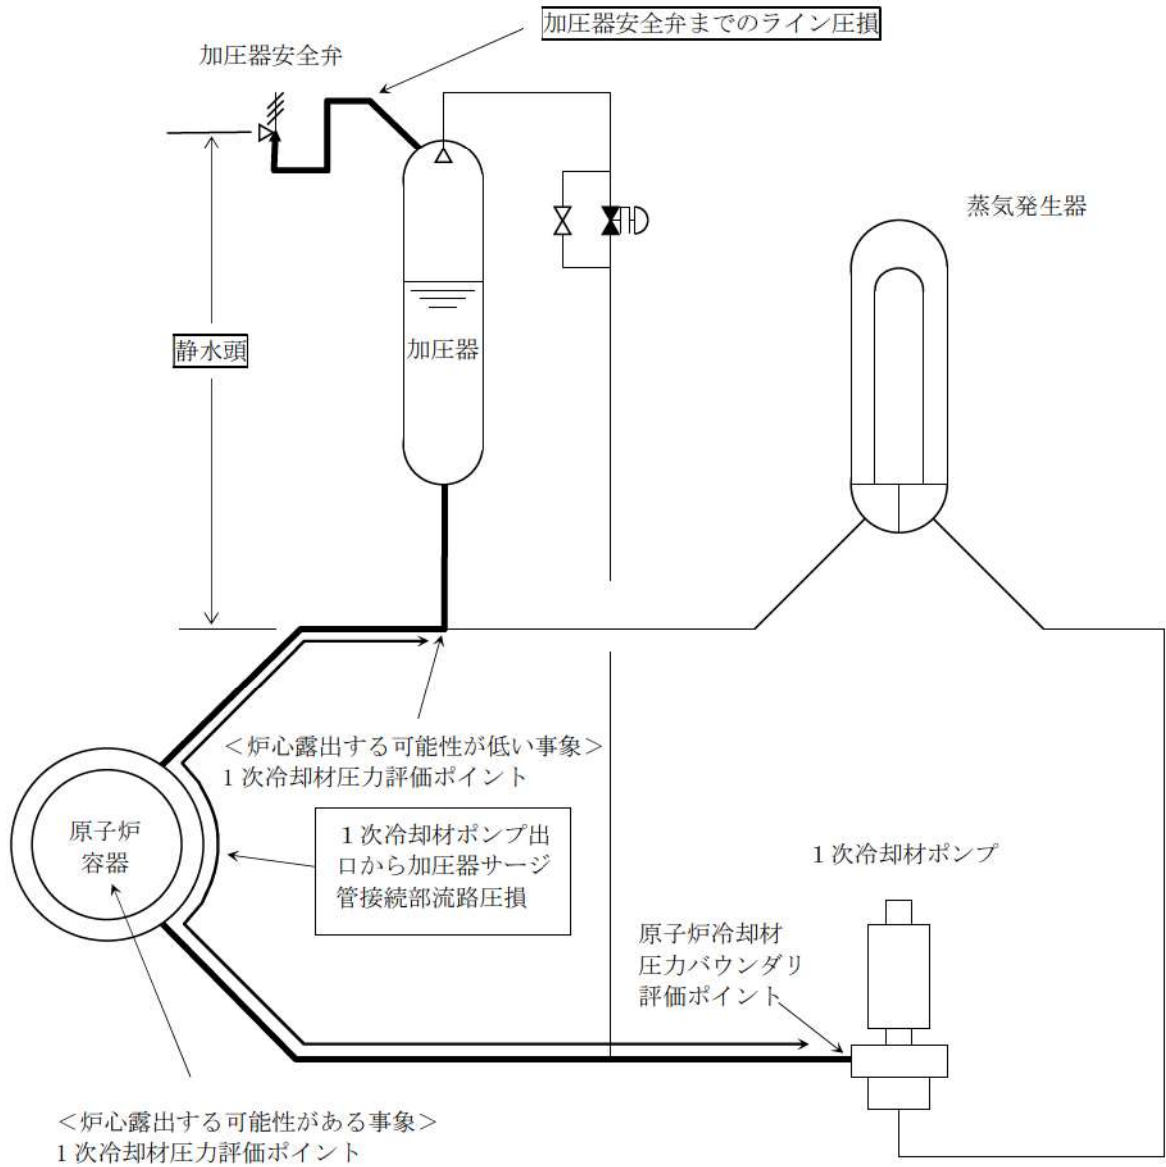 加圧器安全弁までのライン圧損
加圧器安全弁
蒸気発生器
静水頭
加圧器
＜炉心露出する可能性が低い事象＞
1 次冷却材圧力評価ポイント
原子炉
容器
１次冷却材ポンプ出
口から加圧器サージ
管接続部流路圧損
１次冷却材ポンプ
原子炉冷却材
圧力バウンダリ
評価ポイント
＜炉心露出する可能性がある事象＞
1 次冷却材圧力評価ポイント